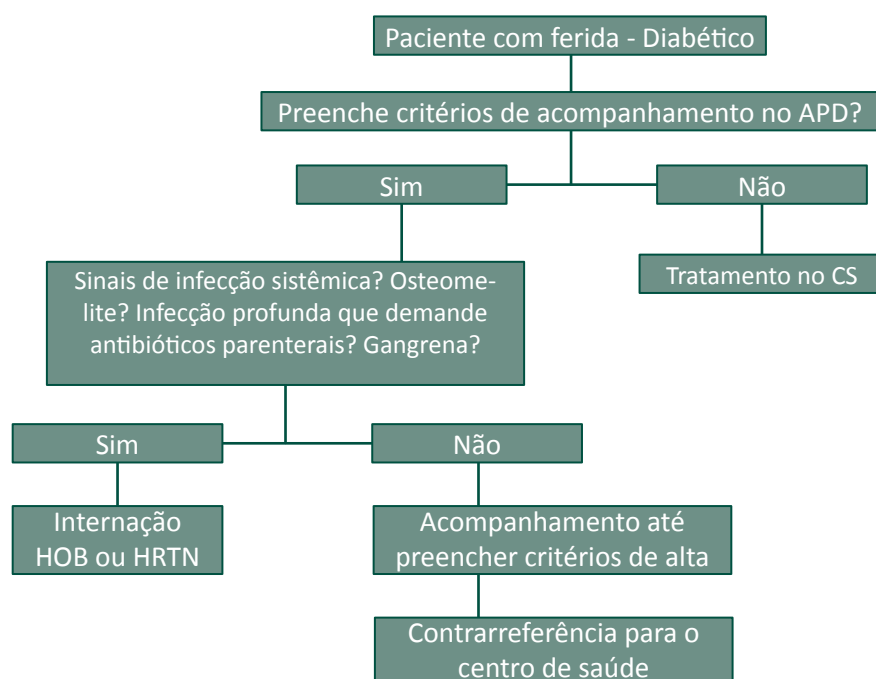 Paciente com ferida - Diabético
Preenche critérios de acompanhamento no APD?
Sim
Não
Sinais de infecção sistêmica? Osteome-
lite? Infecção profunda que demande
antibióticos parenterais? Gangrena?
Tratamento no CS
Sim
Não
Internação
HOB ou HRTN
Acompanhamento até
preencher critérios de alta
Contrarreferência para o
centro de saúde